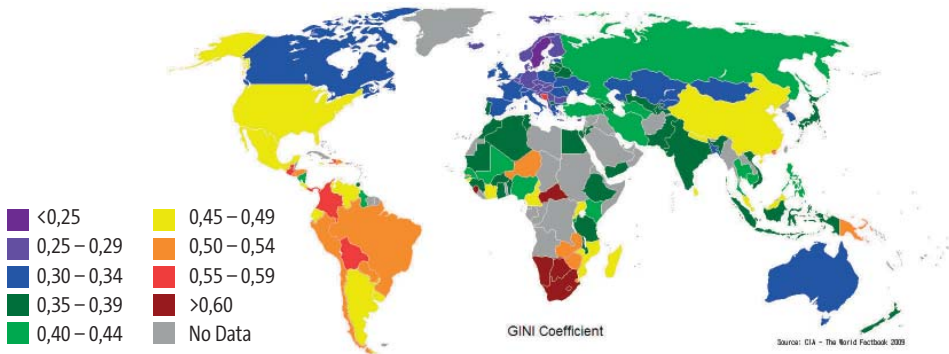 <0,25
0,25 – 0,29
0,30 – 0,34
0,35 – 0,39
0,40 – 0,44
0,45 – 0,49
0,50 – 0,54
0,55 – 0,59
>0,60
No Data
GINI Coefficient
Source: CIA - The World Factbook 2009